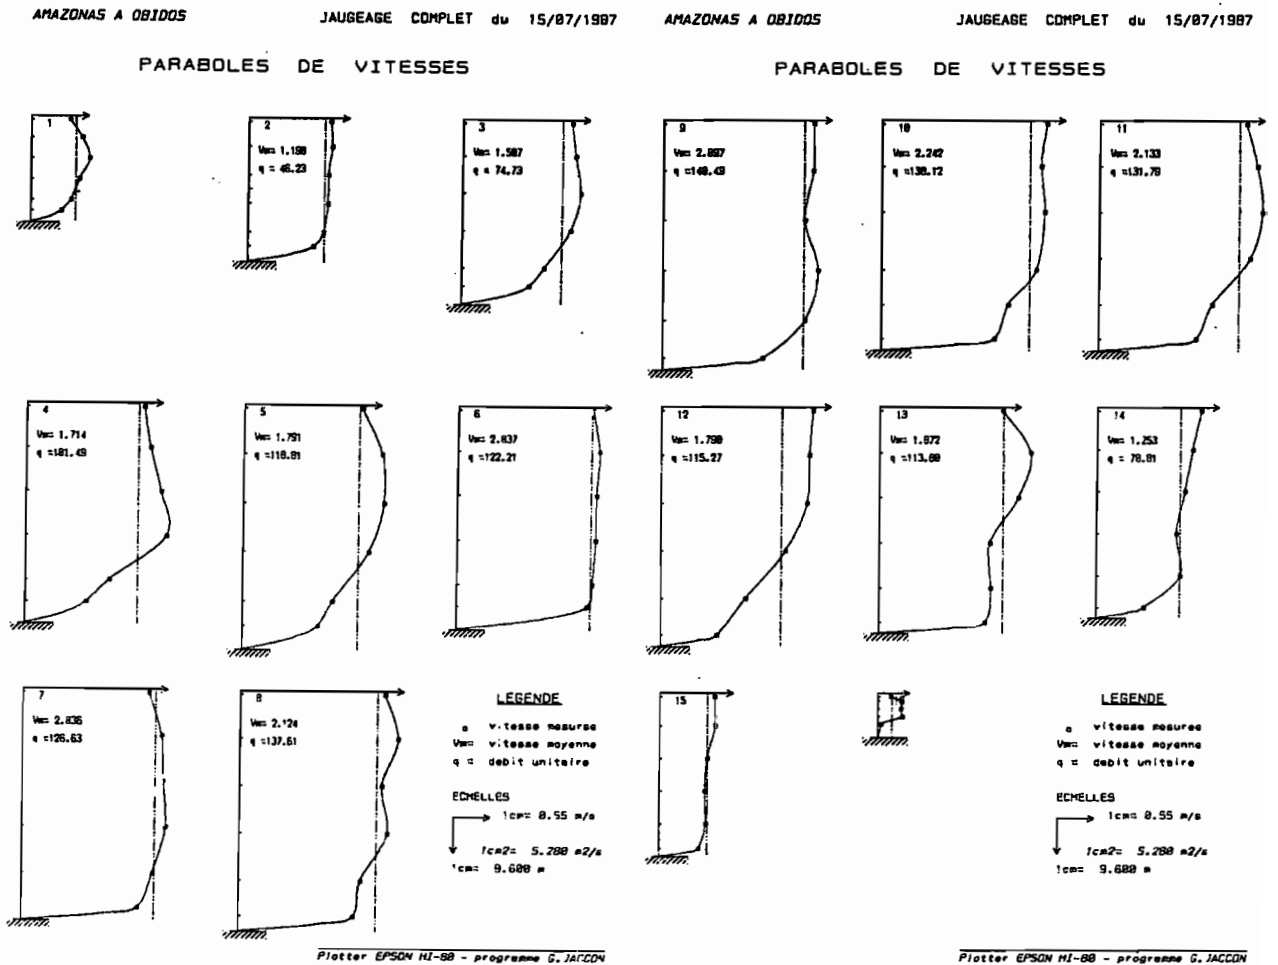 AMAZONAS A OBIDOS
JAUGEAGE COMPLET du 15/07/1987
PARABOLES DE VITESSES
1
2
Vm= 1.198
q = 46.23
3
Vm= 1.587
q = 74.73
4
Vm= 1.714
q =101.49
5
Vm= 1.791
q =118.81
6
Vm= 2.037
q =122.21
7
Vm= 2.036
q =126.63
8
Vm= 2.124
q =137.61
LEGENDE
vitesse mesuree
Vm= vitesse moyenne
q = debit unitaire
ECHELLES
1cm= 0.55 m/s
1cm2= 5.280 m2/s
1cm= 9.600 m
Plotter EPSON HI-80 - programme G.JACCON
AMAZONAS A OBIDOS
JAUGEAGE COMPLET du 15/07/1987
PARABOLES DE VITESSES
9
Vm= 2.097
q =148.49
10
Vm= 2.242
q =138.12
11
Vm= 2.133
q =131.79
12
Vm= 1.790
q =115.27
13
Vm= 1.872
q =113.80
14
Vm= 1.253
q = 78.81
15
LEGENDE
vitesse mesuree
Vm= vitesse moyenne
q = debit unitaire
ECHELLES
1cm= 0.55 m/s
1cm2= 5.280 m2/s
1cm= 9.600 m
Plotter EPSON HI-80 - programme G.JACCON